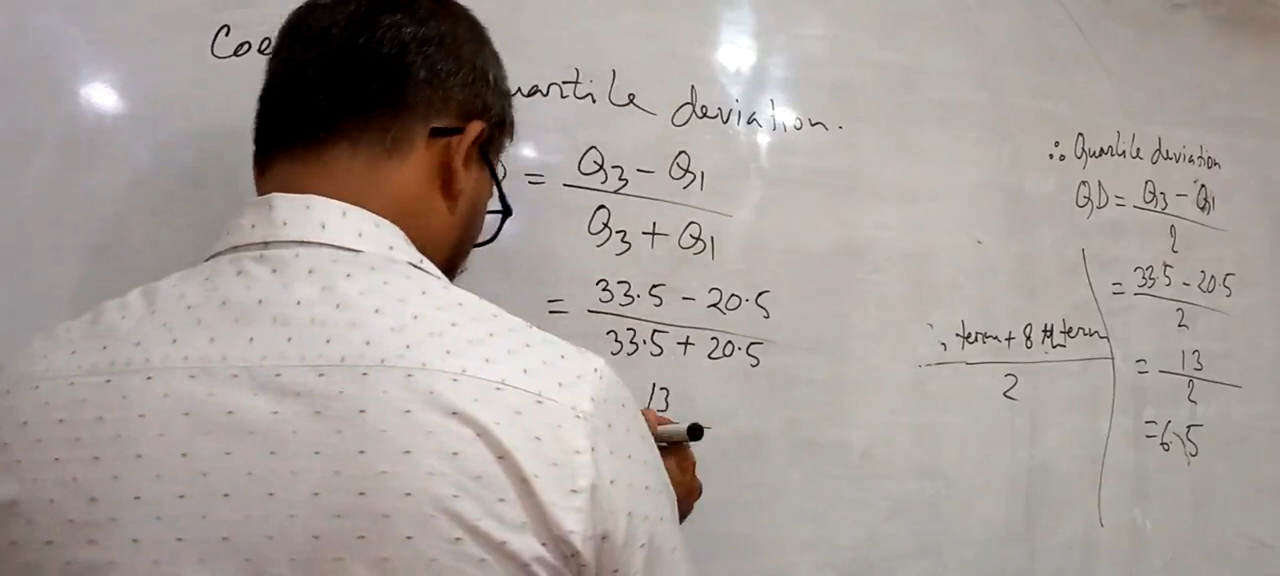 Coe
uartile deviation.
= Q3 - Q1
Q3 + Q1
= 33.5 - 20.5
33.5 + 20.5
13
term + 8 th term
2
∴ Quartile deviation
QD = Q3 - Q1
2
= 33.5 - 20.5
2
= 13
2
= 6.5